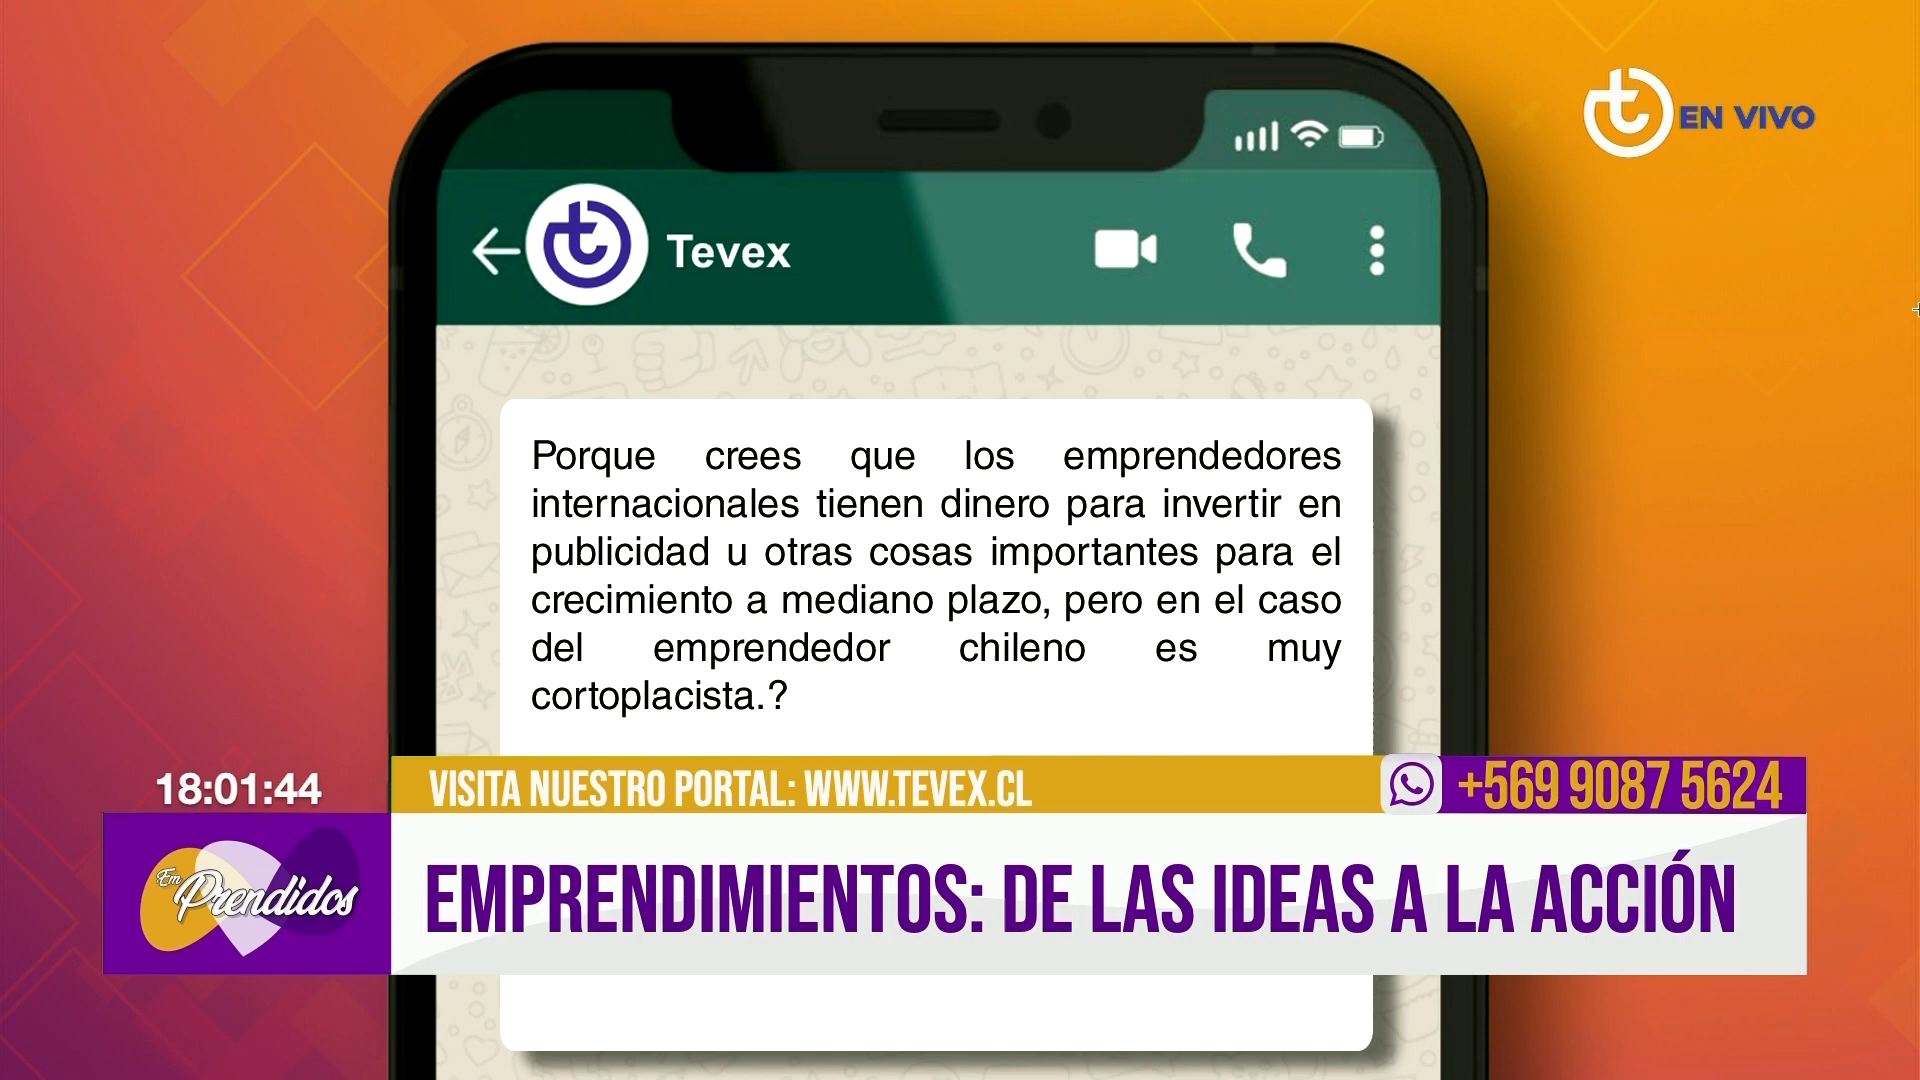 EN VIVO
Tevex
Porque crees que los emprendedores
internacionales tienen dinero para invertir en
publicidad u otras cosas importantes para el
crecimiento a mediano plazo, pero en el caso
del emprendedor chileno es muy
cortoplacista.?
18:01:44
VISITA NUESTRO PORTAL: WWW.TEVEX.CL
+569 9087 5624
Em
Prendidos
EMPRENDIMIENTOS: DE LAS IDEAS A LA ACCIÓN